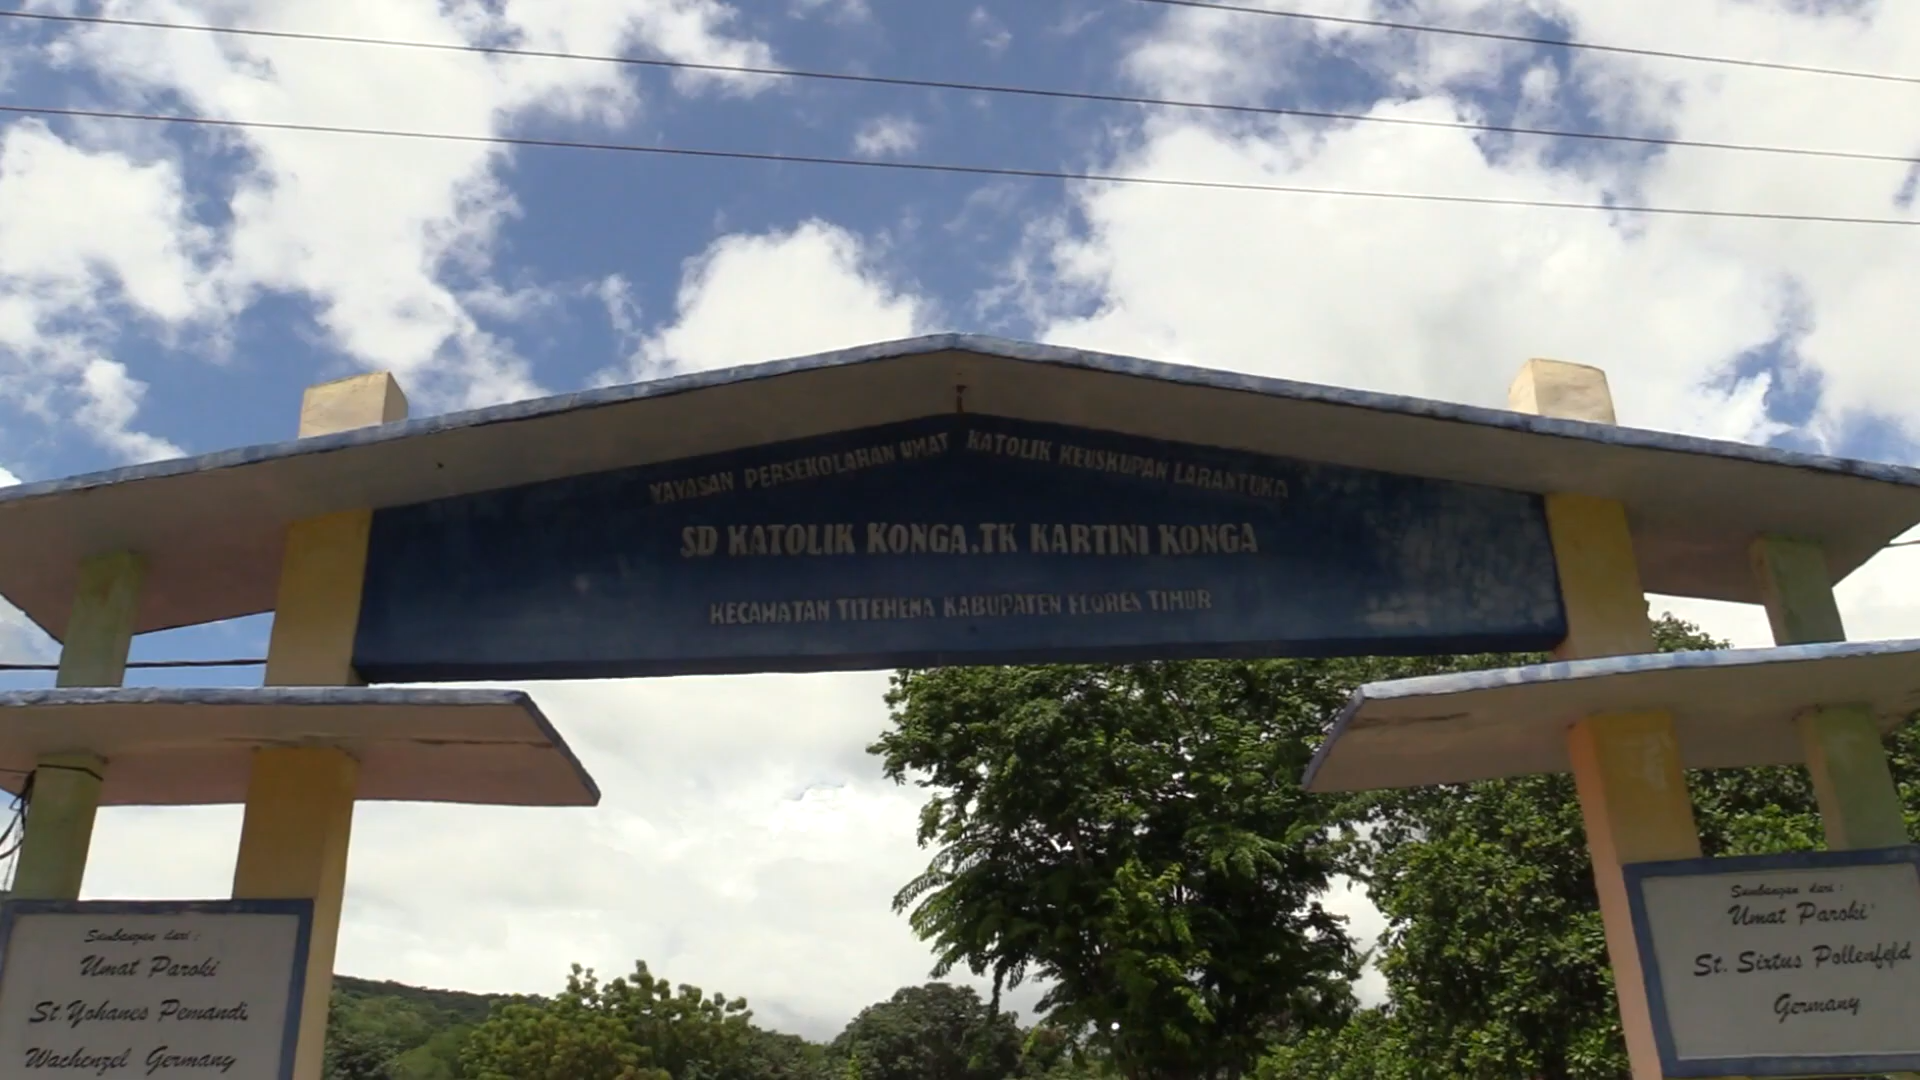 YAYASAN PERSEKOLAHAN UMAT KATOLIK KEUSKUPAN LARANTUKA
SD KATOLIK KONGA.TK KARTINI KONGA
KECAMATAN TITEHENA KABUPATEN FLORES TIMUR
Sumbangan dari :
Umat Paroki
St. Yohanes Pemandi
Wachenzel Germany
Sumbangan dari :
Umat Paroki
St. Sixtus Pollenfeld
Germany